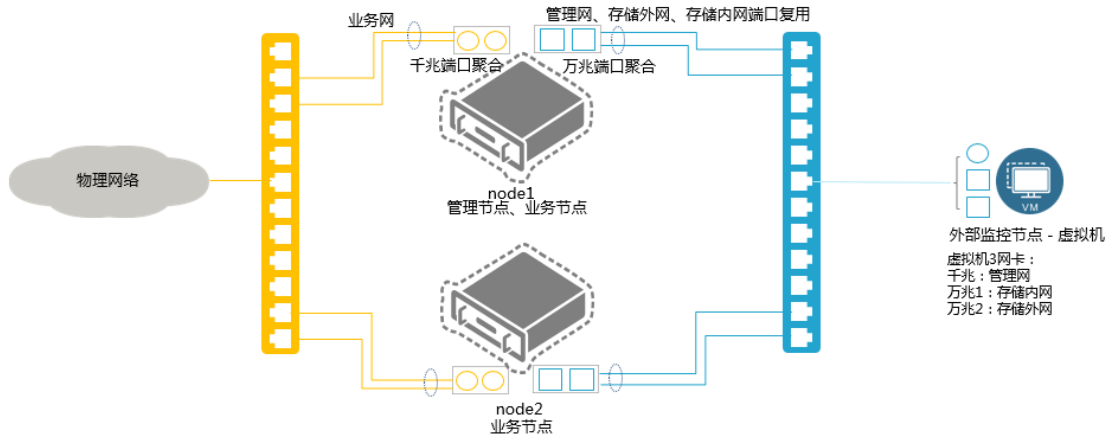 业务网
管理网、存储外网、存储内网端口复用
千兆端口聚合
万兆端口聚合
物理网络
node1
管理节点、业务节点
VM
外部监控节点 - 虚拟机
虚拟机3网卡：
千兆：管理网
万兆1：存储内网
万兆2：存储外网
node2
业务节点